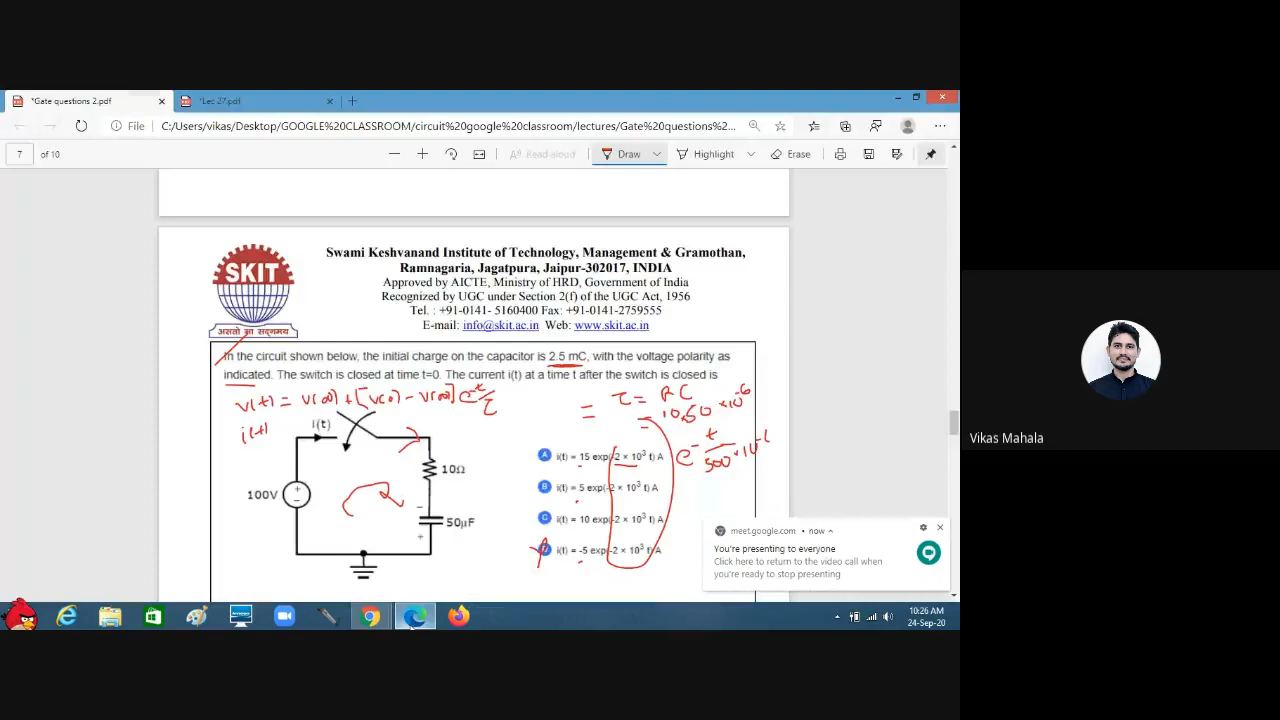 *Gate questions 2.pdf
*Lec 27.pdf
File
C:/Users/vikas/Desktop/GOOGLE%20CLASSROOM/circuit%20google%20classroom/lectures/Gate%20questions%...
7 of 10
Read aloud
Draw
Highlight
Erase
SKIT
Swami Keshvanand Institute of Technology, Management & Gramothan,
Ramnagaria, Jagatpura, Jaipur-302017, INDIA
Approved by AICTE, Ministry of HRD, Government of India
Recognized by UGC under Section 2(f) of the UGC Act, 1956
Tel. : +91-0141- 5160400 Fax: +91-0141-2759555
E-mail: info@skit.ac.in Web: www.skit.ac.in
In the circuit shown below, the initial charge on the capacitor is 2.5 mC, with the voltage polarity as
indicated. The switch is closed at time t=0. The current i(t) at a time t after the switch is closed is
v(t) = v(∞) + [v(0) - v(∞)] e^-t/τ
i(t)
= τ = RC
10.50 × 10^-6
i(t)
10Ω
100V
50μF
A i(t) = 15 exp(-2 × 10³ t) A
B i(t) = 5 exp(-2 × 10³ t) A
C i(t) = 10 exp(-2 × 10³ t) A
i(t) = -5 exp(-2 × 10³ t) A
meet.google.com • now
You're presenting to everyone
Click here to return to the video call when
you're ready to stop presenting
Vikas Mahala
10:26 AM
24-Sep-20